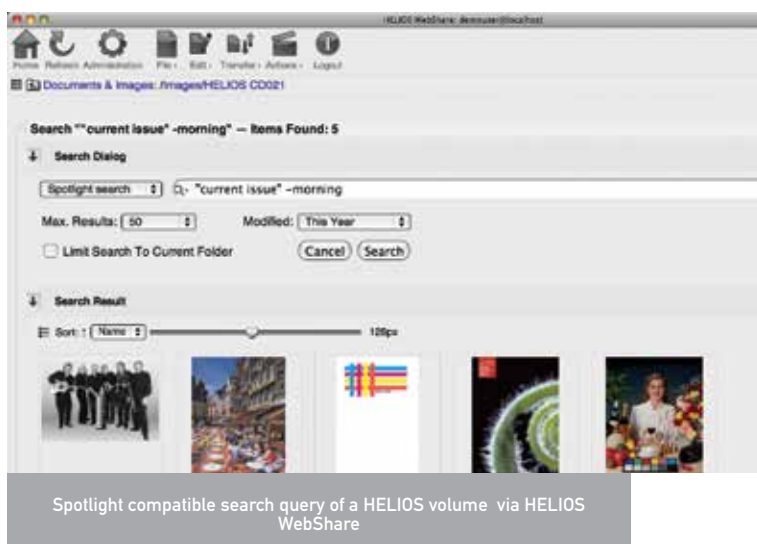 HELIOS WebShare: demouser@localhost
Home Refresh Administration File Edit Transfer Actions Logout
Documents & Images: /Images/HELIOS CD021
Search ""current issue" -morning" — Items Found: 5
Search Dialog
Spotlight search "current issue" -morning
Max. Results: 50 Modified: This Year
Limit Search To Current Folder Cancel Search
Search Result
Sort: ↑ Name 128px
Spotlight compatible search query of a HELIOS volume via HELIOS
WebShare